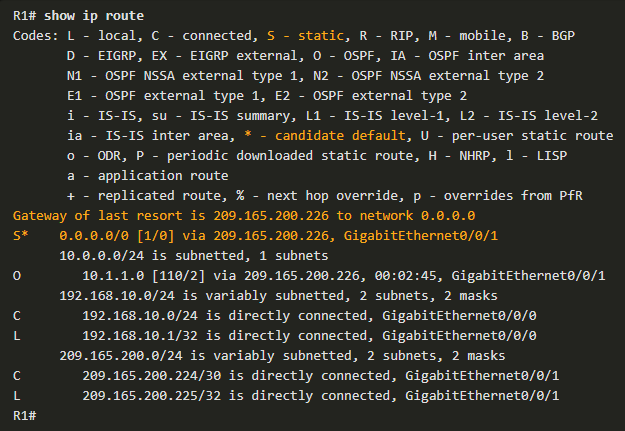 R1# show ip route
Codes: L - local, C - connected, S - static, R - RIP, M - mobile, B - BGP
D - EIGRP, EX - EIGRP external, O - OSPF, IA - OSPF inter area
N1 - OSPF NSSA external type 1, N2 - OSPF NSSA external type 2
E1 - OSPF external type 1, E2 - OSPF external type 2
i - IS-IS, su - IS-IS summary, L1 - IS-IS level-1, L2 - IS-IS level-2
ia - IS-IS inter area, * - candidate default, U - per-user static route
o - ODR, P - periodic downloaded static route, H - NHRP, l - LISP
a - application route
+ - replicated route, % - next hop override, p - overrides from PfR
Gateway of last resort is 209.165.200.226 to network 0.0.0.0
S* 0.0.0.0/0 [1/0] via 209.165.200.226, GigabitEthernet0/0/1
10.0.0.0/24 is subnetted, 1 subnets
O 10.1.1.0 [110/2] via 209.165.200.226, 00:02:45, GigabitEthernet0/0/1
192.168.10.0/24 is variably subnetted, 2 subnets, 2 masks
C 192.168.10.0/24 is directly connected, GigabitEthernet0/0/0
L 192.168.10.1/32 is directly connected, GigabitEthernet0/0/0
209.165.200.0/24 is variably subnetted, 2 subnets, 2 masks
C 209.165.200.224/30 is directly connected, GigabitEthernet0/0/1
L 209.165.200.225/32 is directly connected, GigabitEthernet0/0/1
R1#